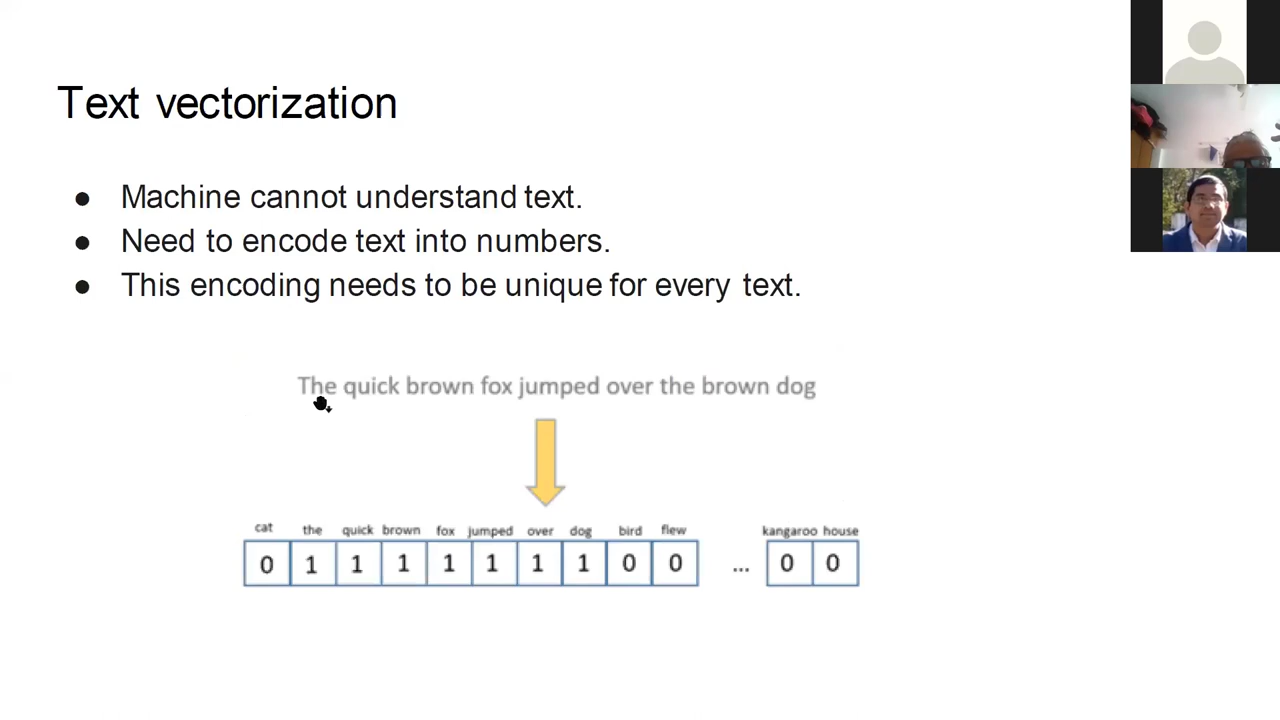 Text vectorization
● Machine cannot understand text.
● Need to encode text into numbers.
● This encoding needs to be unique for every text.
The quick brown fox jumped over the brown dog
cat the quick brown fox jumped over dog bird flew kangaroo house
0 1 1 1 1 1 1 1 0 0 ... 0 0